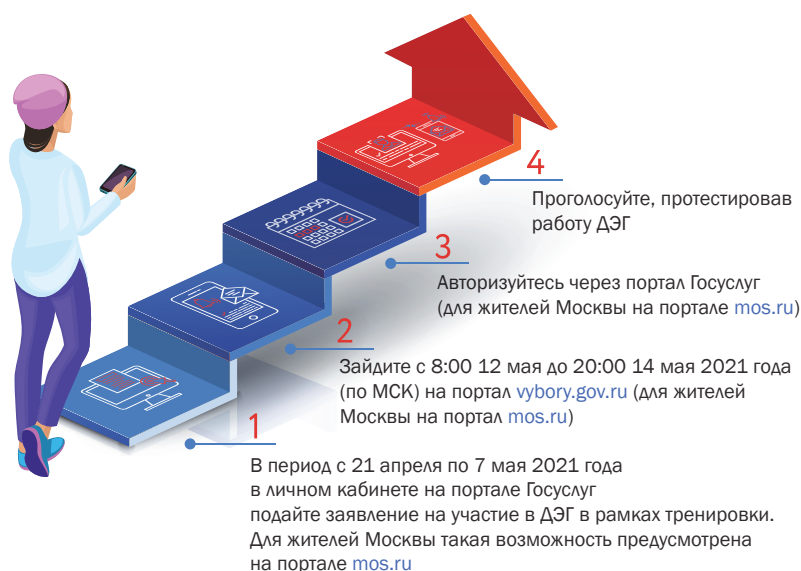 4
Проголосуйте, протестировав
работу ДЭГ
3
Авторизуйтесь через портал Госуслуг
(для жителей Москвы на портале mos.ru)
2
Зайдите с 8:00 12 мая до 20:00 14 мая 2021 года
(по МСК) на портал vybory.gov.ru (для жителей
Москвы на портал mos.ru)
1
В период с 21 апреля по 7 мая 2021 года
в личном кабинете на портале Госуслуг
подайте заявление на участие в ДЭГ в рамках тренировки.
Для жителей Москвы такая возможность предусмотрена
на портале mos.ru